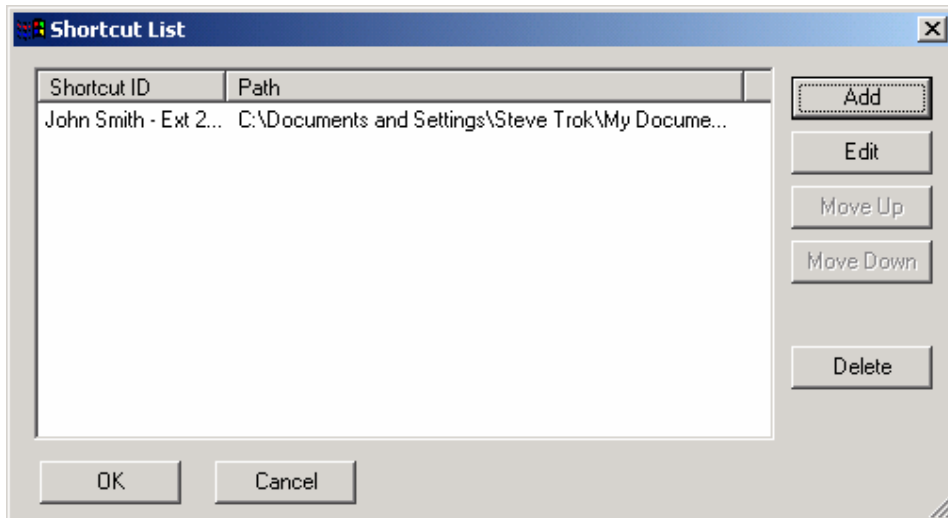 Shortcut List
Shortcut ID Path
John Smith - Ext 2... C:\Documents and Settings\Steve Trok\My Docume...
Add
Edit
Move Up
Move Down
Delete
OK Cancel